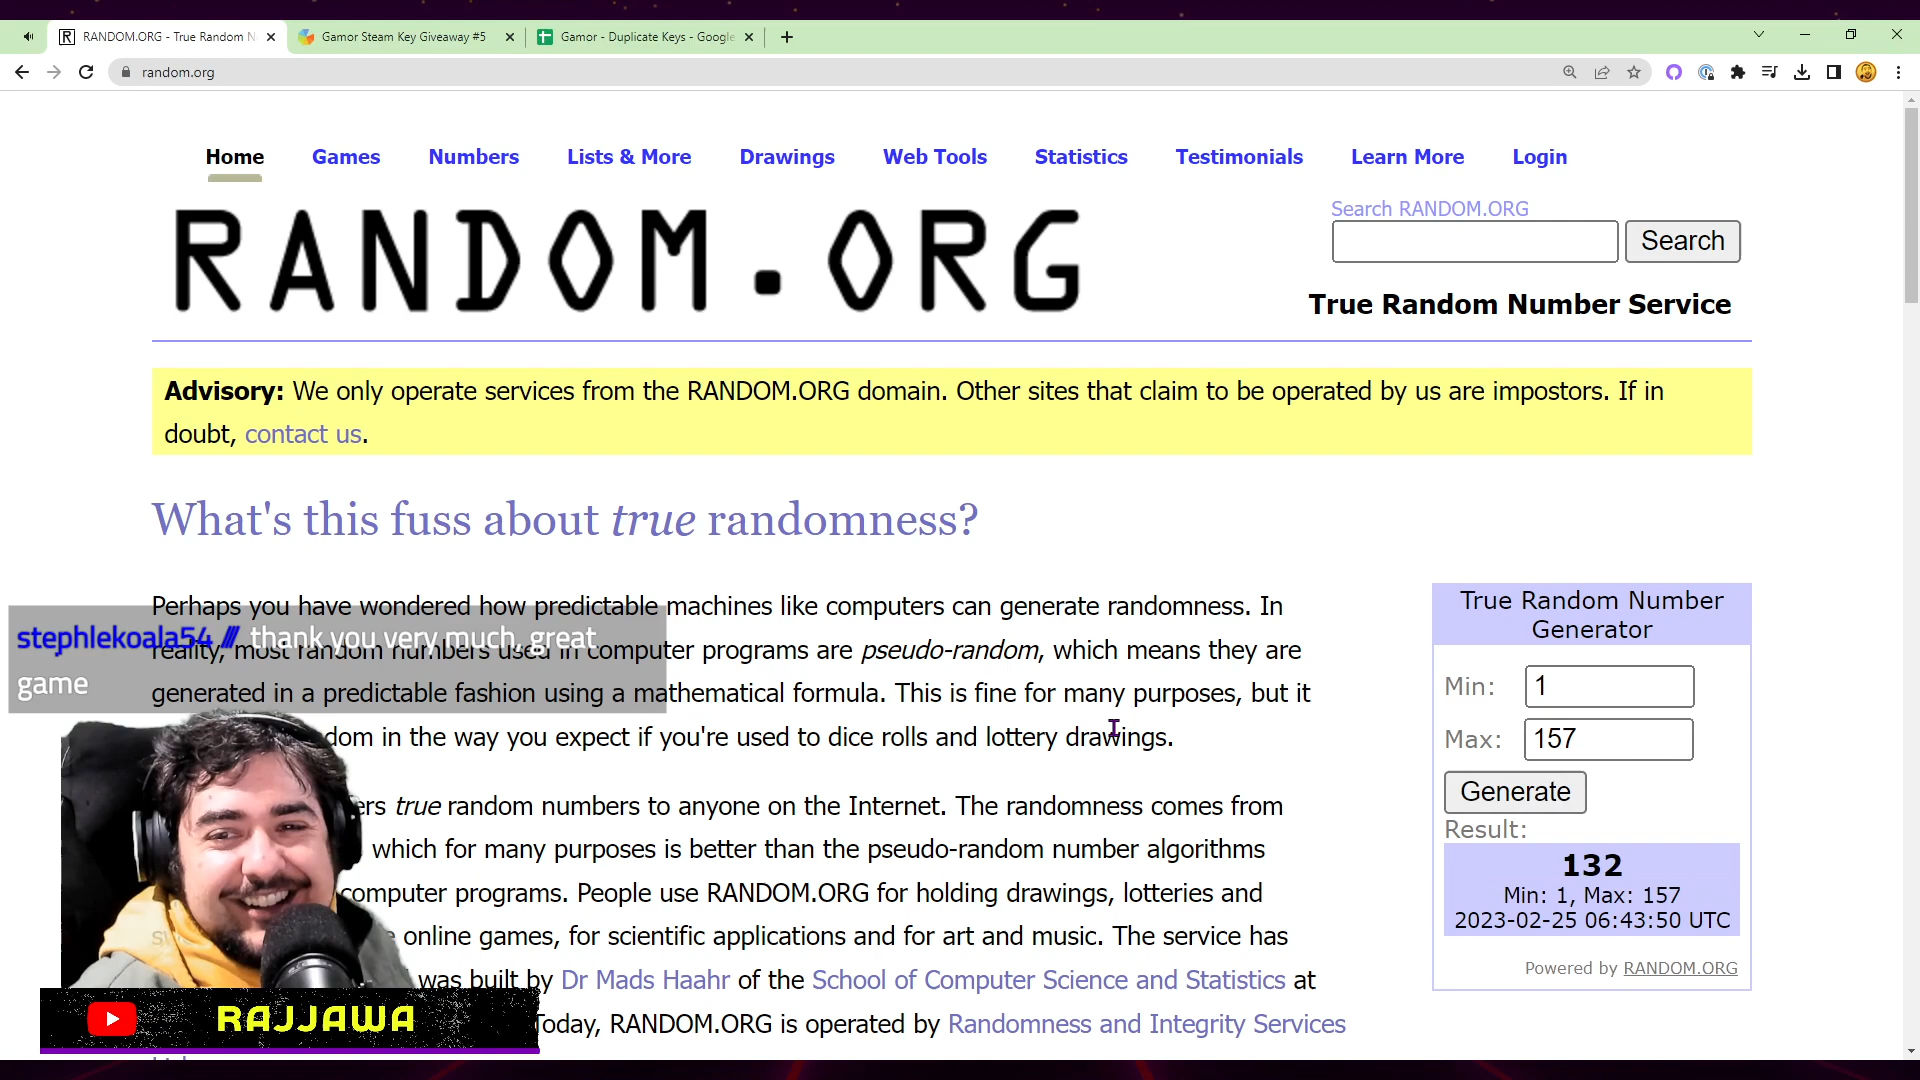 RANDOM.ORG - True Random N
Gamor Steam Key Giveaway #5
Gamor - Duplicate Keys - Google
random.org
Home
Games
Numbers
Lists & More
Drawings
Web Tools
Statistics
Testimonials
Learn More
Login
RANDOM.ORG
Search RANDOM.ORG
Search
True Random Number Service
Advisory: We only operate services from the RANDOM.ORG domain. Other sites that claim to be operated by us are impostors. If in
doubt, contact us.
What's this fuss about true randomness?
Perhaps you have wondered how predictable machines like computers can generate randomness. In
reality, most random numbers used in computer programs are pseudo-random, which means they are
generated in a predictable fashion using a mathematical formula. This is fine for many purposes, but it
dom in the way you expect if you're used to dice rolls and lottery drawings.
stephlekoala54 /// thank you very much, great
game
ers true random numbers to anyone on the Internet. The randomness comes from
which for many purposes is better than the pseudo-random number algorithms
computer programs. People use RANDOM.ORG for holding drawings, lotteries and
online games, for scientific applications and for art and music. The service has
was built by Dr Mads Haahr of the School of Computer Science and Statistics at
Today, RANDOM.ORG is operated by Randomness and Integrity Services
True Random Number
Generator
Min: 1
Max: 157
Generate
Result:
132
Min: 1, Max: 157
2023-02-25 06:43:50 UTC
Powered by RANDOM.ORG
RAJJAWA